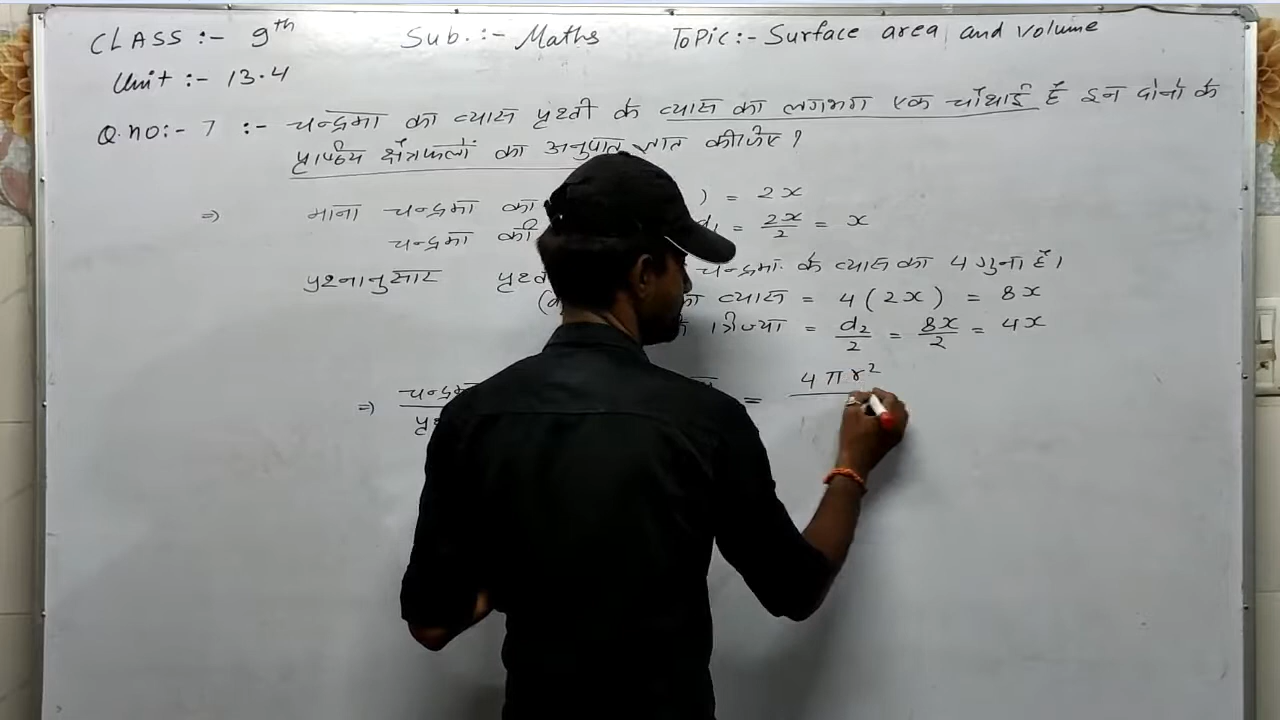 CLASS :- 9th Sub. :- Maths Topic:- Surface area and volume
Unit :- 13.4
Q.no:- 7 :- चन्द्रमा का व्यास पृथ्वी के व्यास का लगभग एक चौथाई है इन दोनों के
पृष्ठीय क्षेत्रफलों का अनुपात ज्ञात कीजिए ?
⇒ माना चन्द्रमा का ) = 2x
चन्द्रमा की = 2x/2 = x
प्रश्नानुसार चन्द्रमा के व्यास का 4 गुना है।
का व्यास = 4 ( 2x ) = 8x
त्रिज्या = d2/2 = 8x/2 = 4x
⇒ = 4πr²